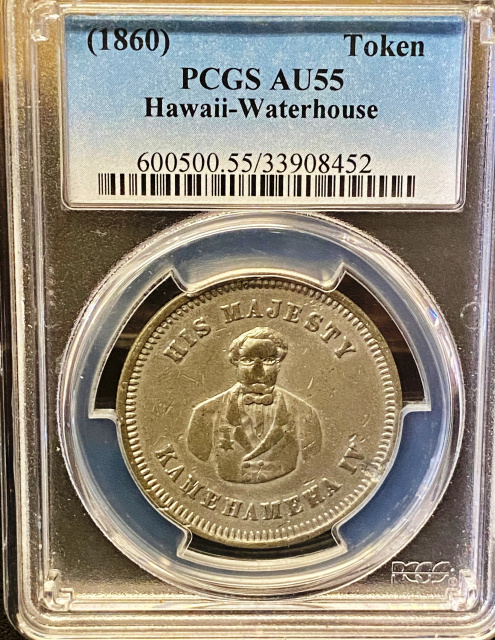 (1860) Token
PCGS AU55
Hawaii-Waterhouse
600500.55/33908452
HIS MAJESTY
KAMEHAMEHA IV.
PCGS